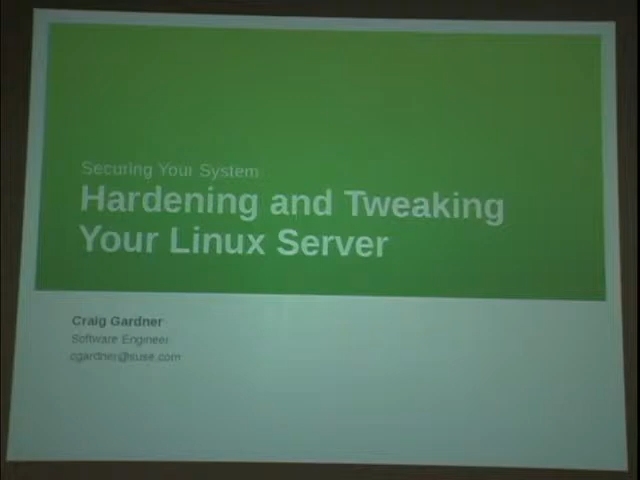 Securing Your System
Hardening and Tweaking
Your Linux Server
Craig Gardner
Software Engineer
cgardner@suse.com